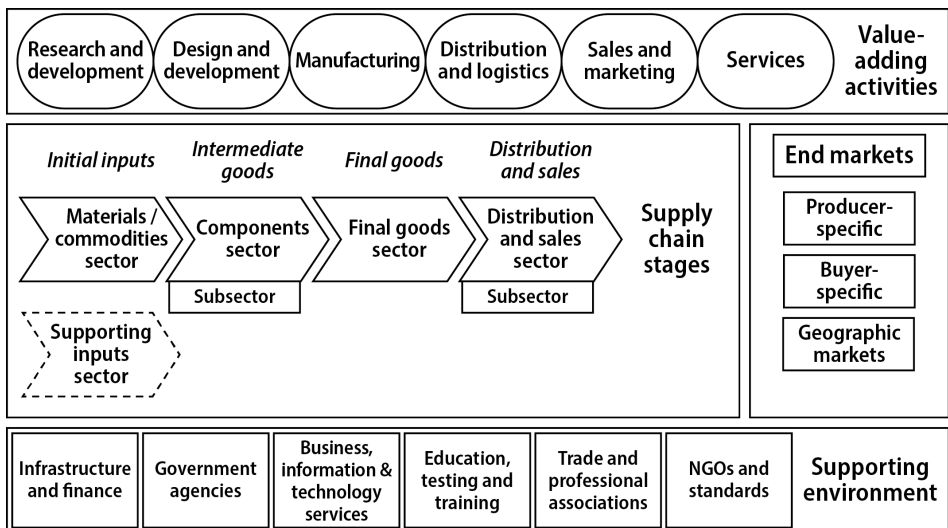 Research and
development
Design and
development
Manufacturing
Distribution
and logistics
Sales and
marketing
Services
Value-
adding
activities
Initial inputs
Intermediate
goods
Final goods
Distribution
and sales
Materials /
commodities
sector
Components
sector
Final goods
sector
Distribution
and sales
sector
Subsector
Subsector
Supporting
inputs
sector
Supply
chain
stages
End markets
Producer-
specific
Buyer-
specific
Geographic
markets
Infrastructure
and finance
Government
agencies
Business,
information &
technology
services
Education,
testing and
training
Trade and
professional
associations
NGOs and
standards
Supporting
environment